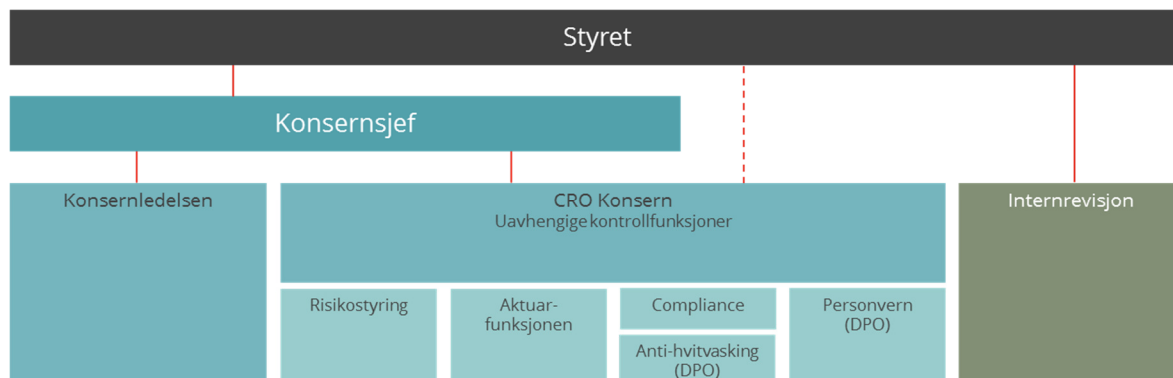 Styret
Konsernsjef
Konsernledelsen
CRO Konsern
Uavhengige kontrollfunksjoner
Internrevisjon
Risikostyring
Aktuar-
funksjonen
Compliance
Anti-hvitvasking
(DPO)
Personvern
(DPO)